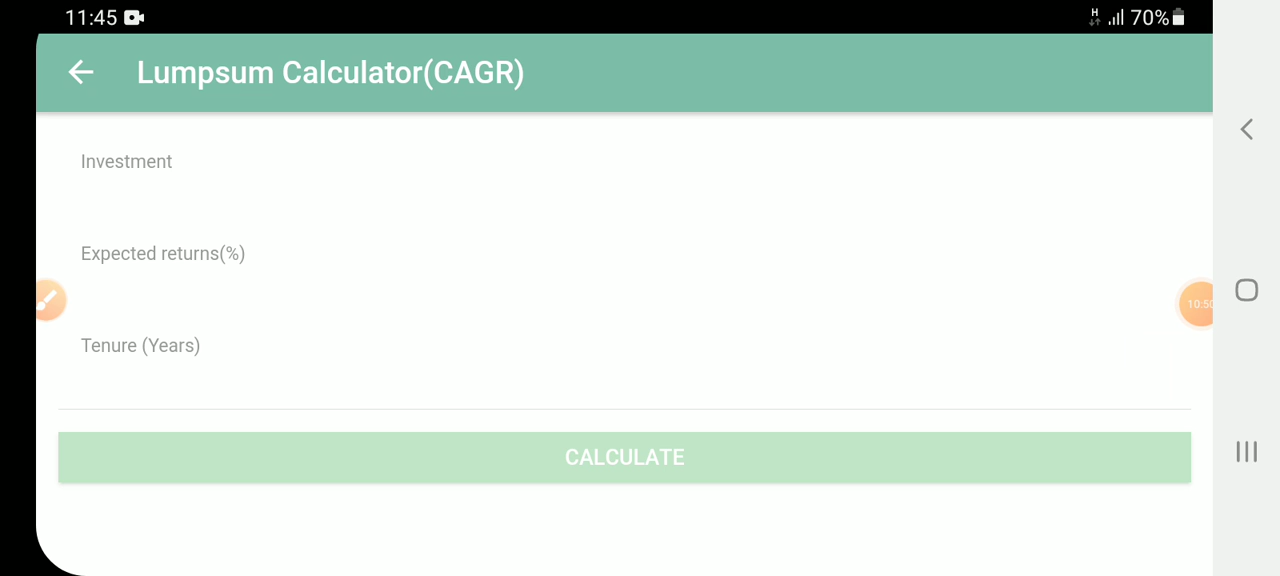 11:45 H 70%
Lumpsum Calculator(CAGR)
Investment
Expected returns(%)
10:50
Tenure (Years)
CALCULATE